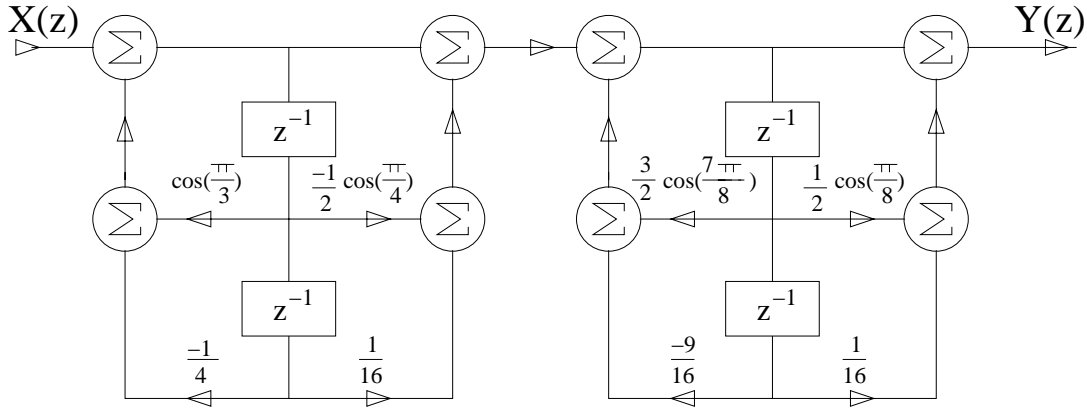 X(z) Σ Σ Σ Σ Y(z)
z⁻¹ z⁻¹
cos(π/3) -1/2 cos(π/4) 3/2 cos(7π/8) 1/2 cos(π/8)
Σ Σ Σ Σ
z⁻¹ z⁻¹
-1/4 1/16 -9/16 1/16